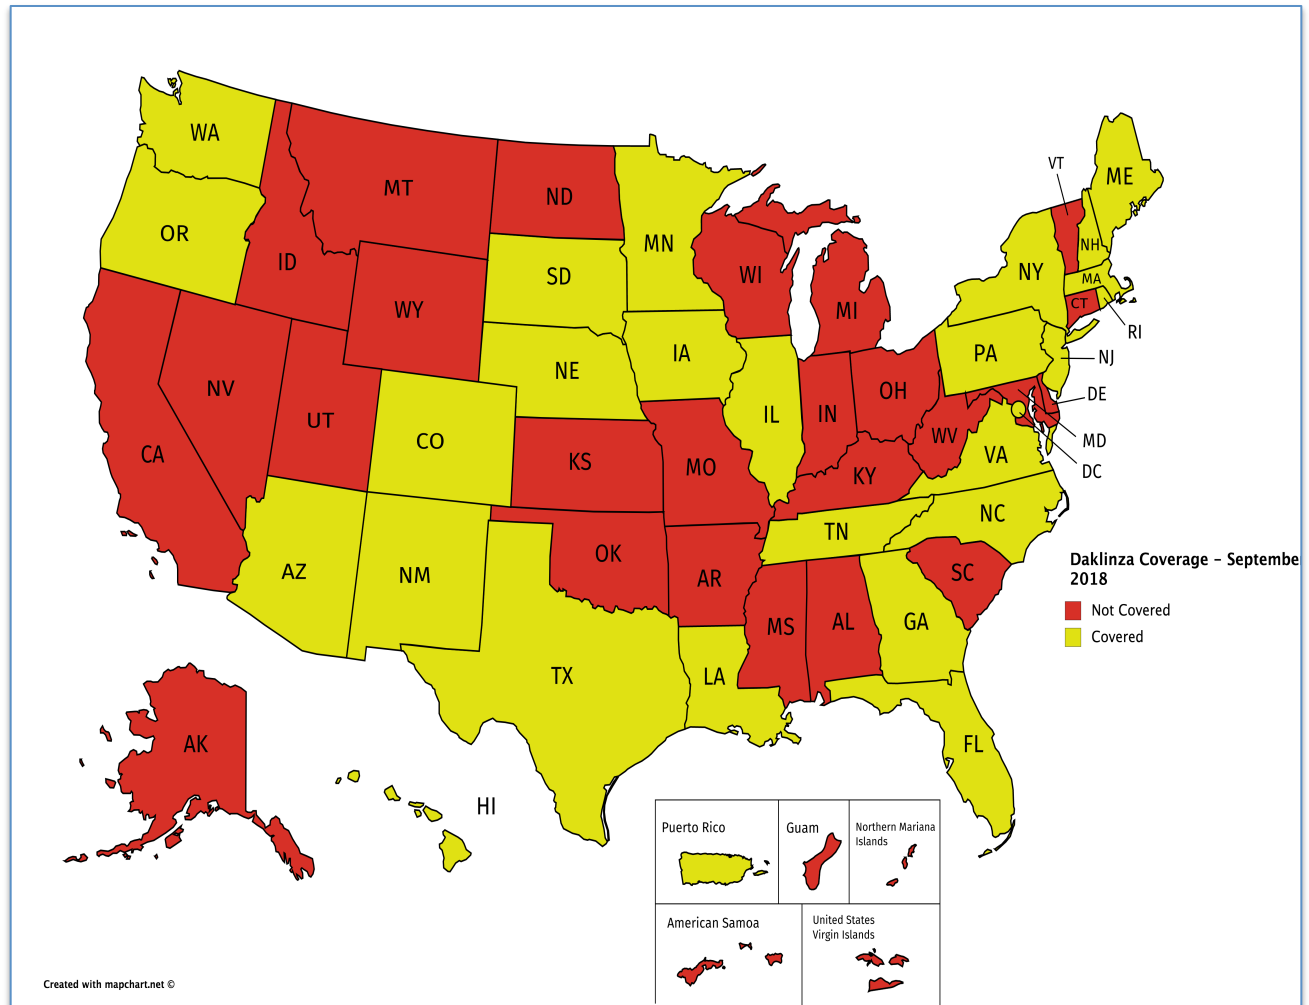 WA
VT
ME
MT
ND
OR
MN
NH
ID
SD
WI
NY
MA
WY
MI
CT
RI
IA
PA
NJ
NE
NV
OH
DE
UT
IL
IN
CO
WV
MD
CA
KS
MO
KY
VA
DC
NC
TN
OK
Daklinza Coverage – Septembe
2018
AZ
NM
AR
SC
Not Covered
MS
AL
GA
Covered
TX
LA
AK
FL
HI
Puerto Rico
Guam
Northern Mariana
Islands
American Samoa
United States
Virgin Islands
Created with mapchart.net ©